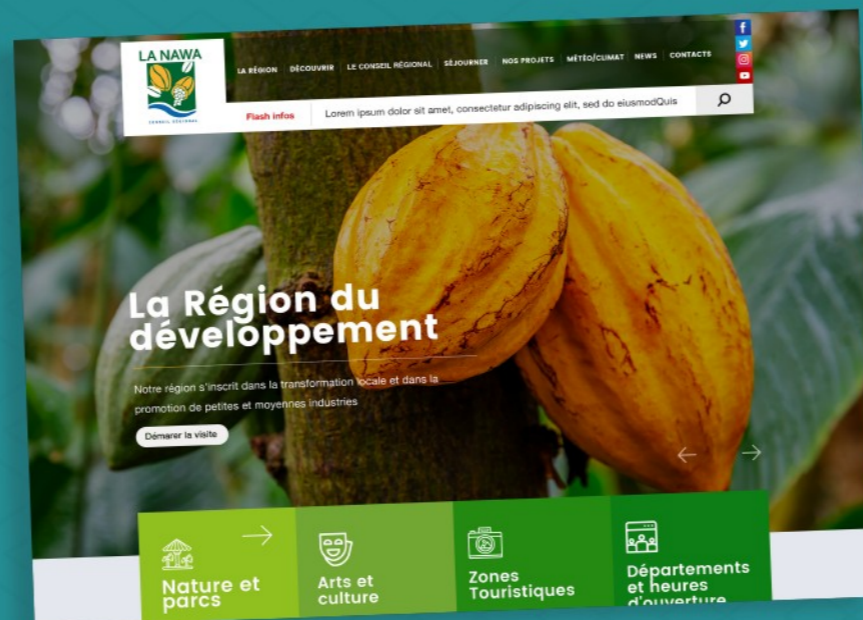 LA NAWA
CONSEIL RÉGIONAL
LA RÉGION DÉCOUVRIR LE CONSEIL RÉGIONAL SÉJOURNER NOS PROJETS MÉTÉO/CLIMAT NEWS CONTACTS
Flash infos Lorem ipsum dolor sit amet, consectetur adipiscing elit, sed do eiusmodQuis
La Région du
développement
Notre région s'inscrit dans la transformation locale et dans la
promotion de petites et moyennes industries
Démarer la visite
Nature et
parcs
Arts et
culture
Zones
Touristiques
Départements
et heures
d'ouverture